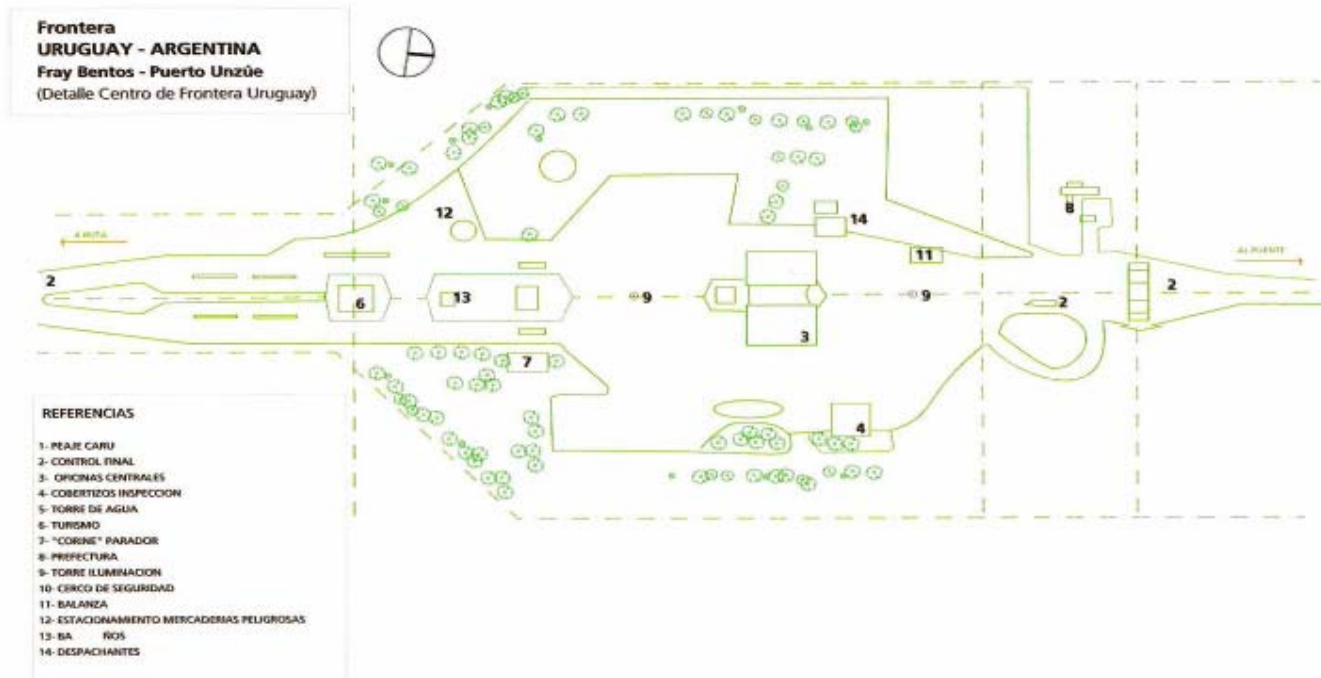 Frontera
URUGUAY - ARGENTINA
Fray Bentos - Puerto Unzûe
(Detalle Centro de Frontera Uruguay)
8
12
14
A RUTA
11
AL PUENTE
2
6
13
9
9
2
2
3
7
4
REFERENCIAS
1- PEAJE CARU
2- CONTROL FINAL
3- OFICINAS CENTRALES
4- COBERTIZOS INSPECCION
5- TORRE DE AGUA
6- TURISMO
7- "CORINE" PARADOR
8- PREFECTURA
9- TORRE ILUMINACION
10- CERCO DE SEGURIDAD
11- BALANZA
12- ESTACIONAMIENTO MERCADERIAS PELIGROSAS
13- BA ÑOS
14- DESPACHANTES